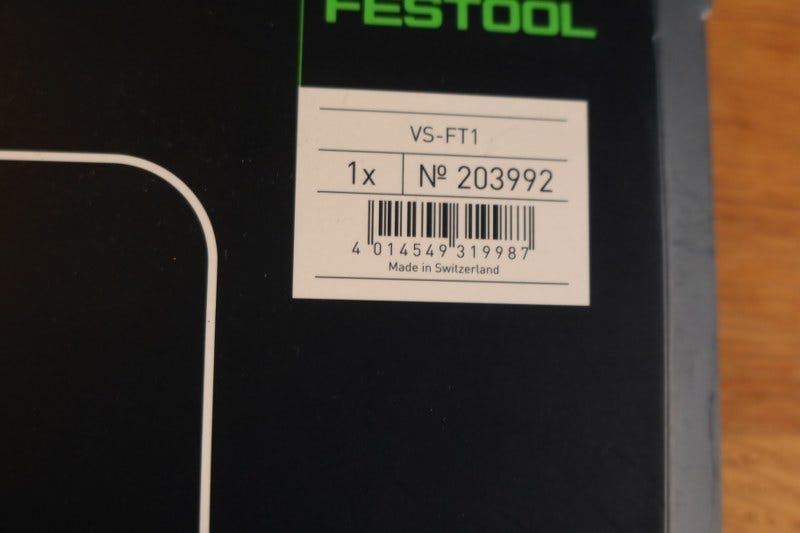 FESTOOL
VS-FT1
1x
Nº 203992
4 014549 319987
Made in Switzerland